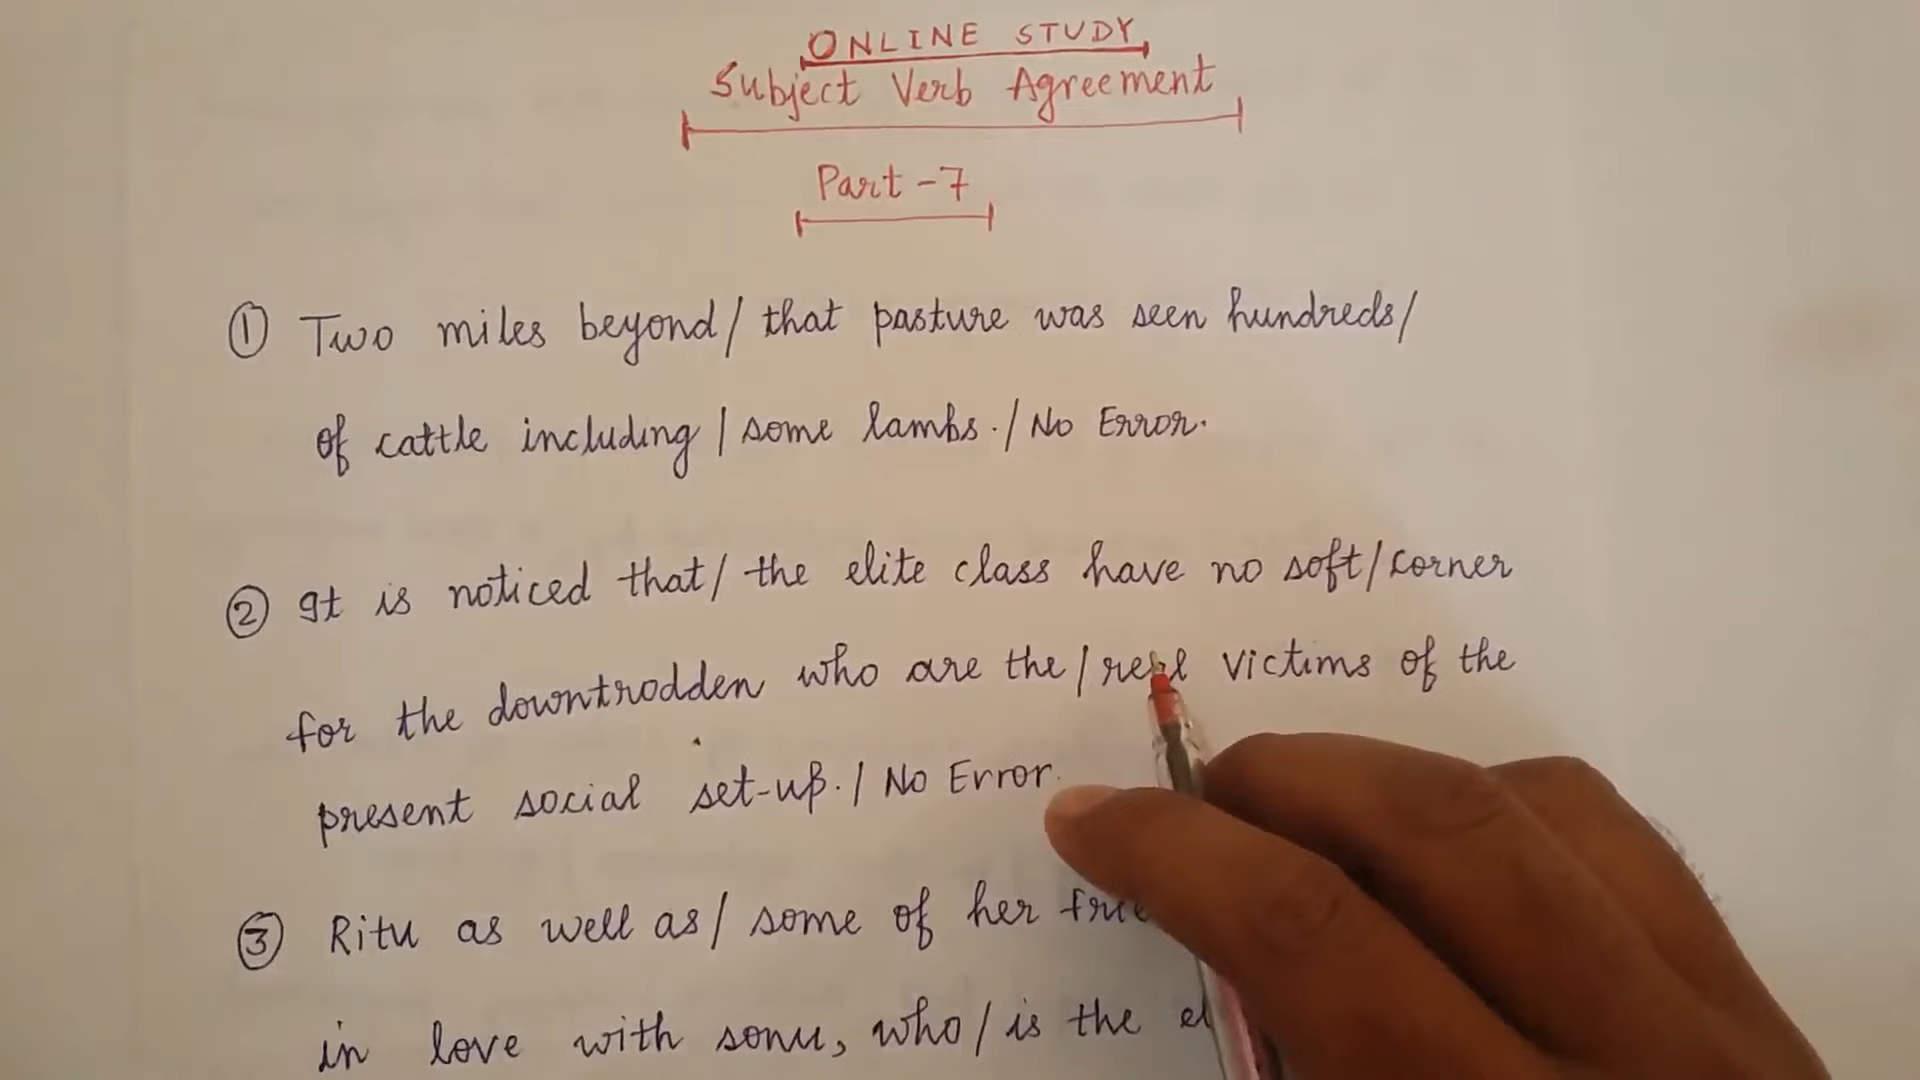 ONLINE STUDY
Subject Verb Agreement
Part-7
① Two miles beyond/ that pasture was seen hundreds/
of cattle including / some lambs. / No Error.
② It is noticed that/ the elite class have no soft/corner
for the downtrodden who are the / real victims of the
present social set-up. / No Error.
③ Ritu as well as/ some of her
in love with sonu, who/ is the